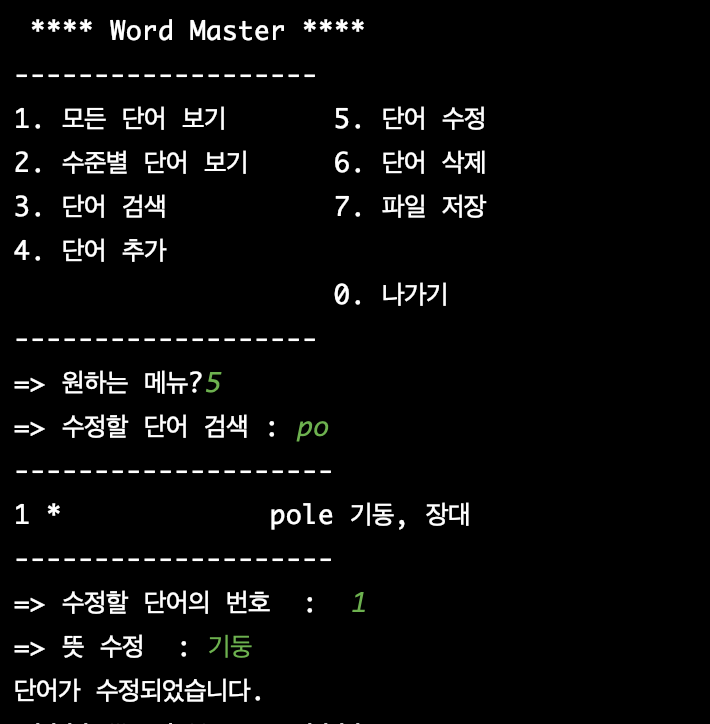 **** Word Master ****
-------------------
1. 모든 단어 보기 5. 단어 수정
2. 수준별 단어 보기 6. 단어 삭제
3. 단어 검색 7. 파일 저장
4. 단어 추가
0. 나가기
-------------------
=> 원하는 메뉴?5
=> 수정할 단어 검색 : po
--------------------
1 * pole 기동, 장대
--------------------
=> 수정할 단어의 번호 : 1
=> 뜻 수정 : 기둥
단어가 수정되었습니다.